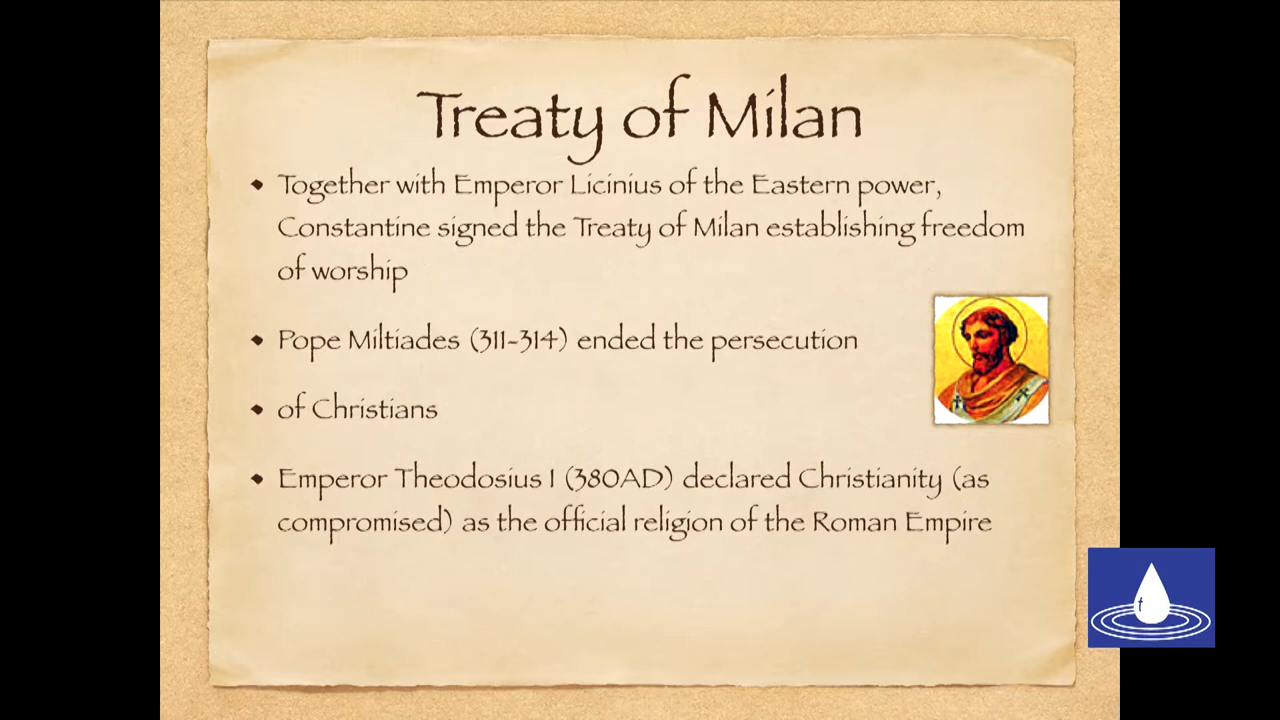 Treaty of Milan
• Together with Emperor Licinius of the Eastern power,
Constantine signed the Treaty of Milan establishing freedom
of worship
• Pope Miltiades (311-314) ended the persecution
• of Christians
• Emperor Theodosius I (380AD) declared Christianity (as
compromised) as the official religion of the Roman Empire
t